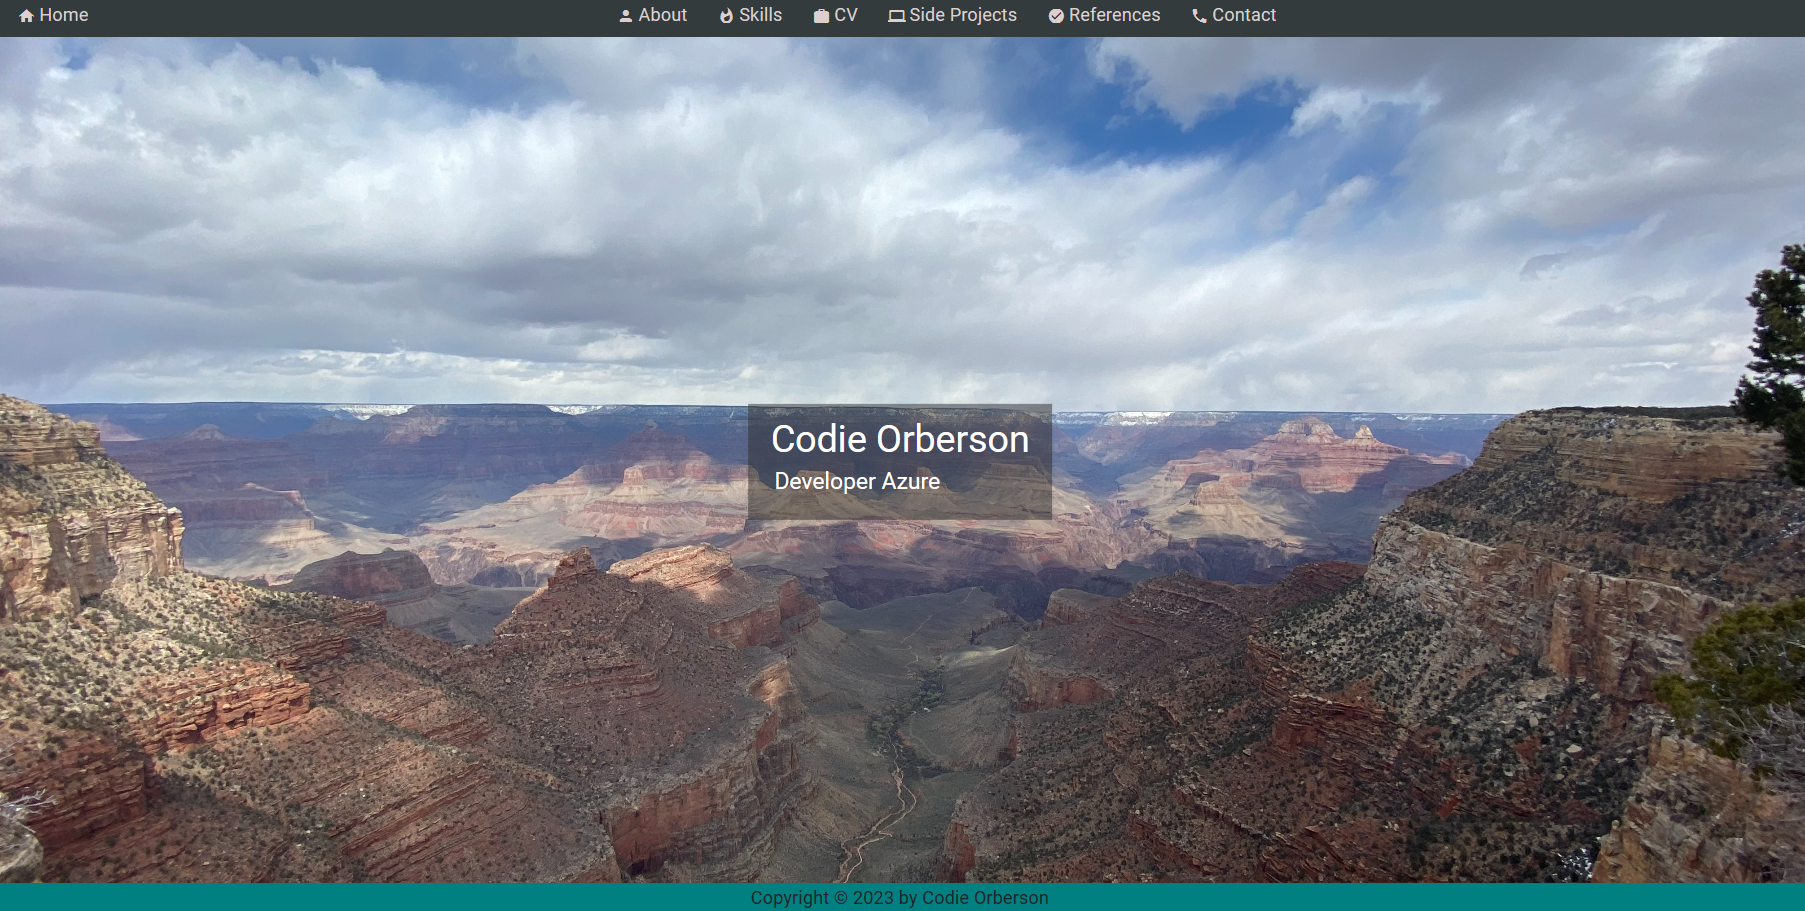 Home About Skills CV Side Projects References Contact
Codie Orberson
Developer Azure
Copyright © 2023 by Codie Orberson